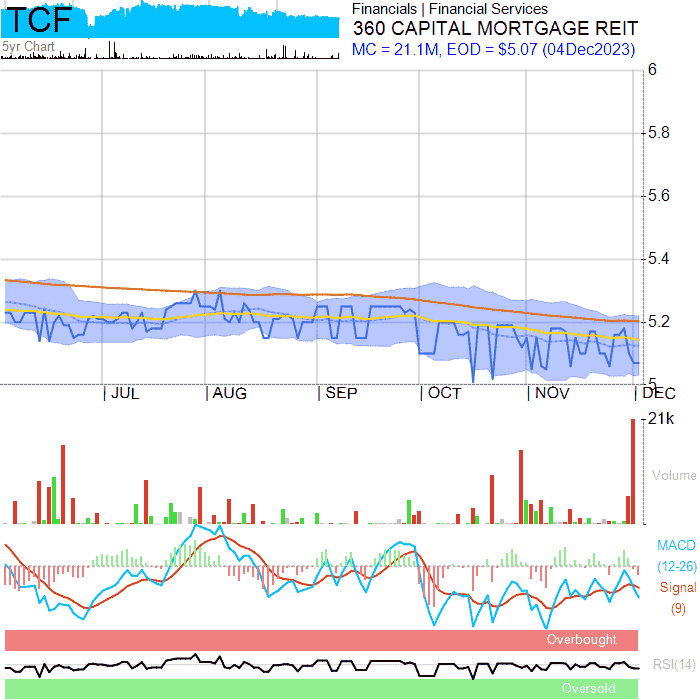 TCF
5yr Chart
Financials | Financial Services
360 CAPITAL MORTGAGE REIT
MC = 21.1M, EOD = $5.07 (04Dec2023)
6
5.8
5.6
5.4
5.2
5
JUL AUG SEP OCT NOV DEC
21k
Volume
MACD
(12-26)
Signal
(9)
Overbought
RSI(14)
Oversold